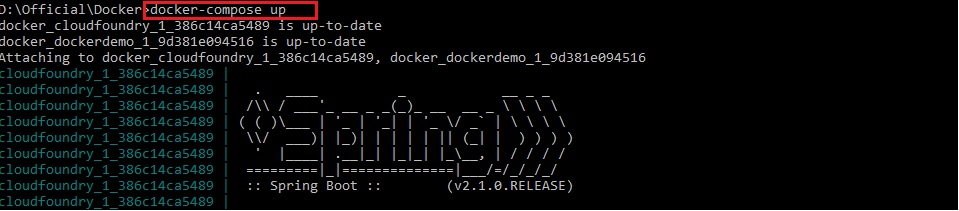 D:\Official\Docker>docker-compose up
docker_cloudfoundry_1_386c14ca5489 is up-to-date
docker_dockerdemo_1_9d381e094516 is up-to-date
Attaching to docker_cloudfoundry_1_386c14ca5489, docker_dockerdemo_1_9d381e094516
cloudfoundry_1_386c14ca5489 |
cloudfoundry_1_386c14ca5489 |   .   ____          _            __ _ _
cloudfoundry_1_386c14ca5489 |  /\\ / ___'_ __ _ _(_)_ __  __ _ \ \ \ \
cloudfoundry_1_386c14ca5489 | ( ( )\___ | '_ | '_| | '_ \/ _` | \ \ \ \
cloudfoundry_1_386c14ca5489 |  \\/  ___)| |_)| | | | | || (_| |  ) ) ) )
cloudfoundry_1_386c14ca5489 |   '  |____| .__|_| |_|_| |_\__, | / / / /
cloudfoundry_1_386c14ca5489 |  =========|_|==============|___/=/_/_/_/
cloudfoundry_1_386c14ca5489 |  :: Spring Boot ::        (v2.1.0.RELEASE)
cloudfoundry_1_386c14ca5489 |